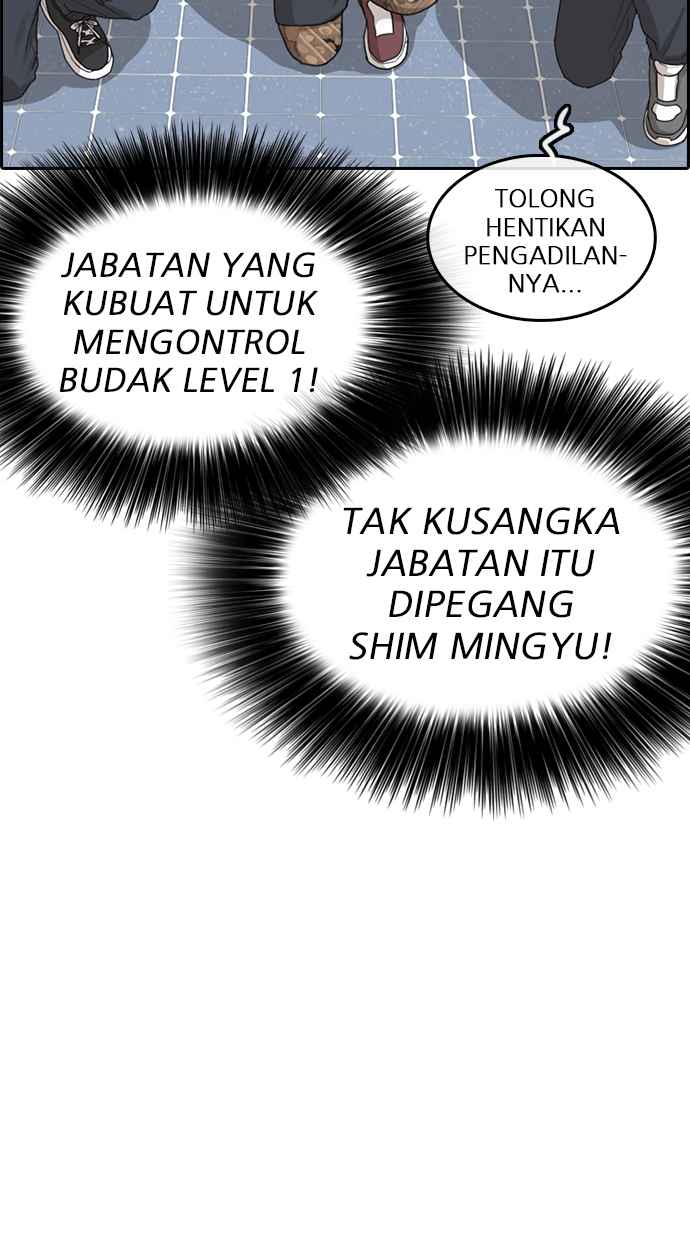 TOLONG
HENTIKAN
PENGADILAN-
NYA...
JABATAN YANG
KUBUAT UNTUK
MENGONTROL
BUDAK LEVEL 1!
TAK KUSANGKA
JABATAN ITU
DIPEGANG
SHIM MINGYU!